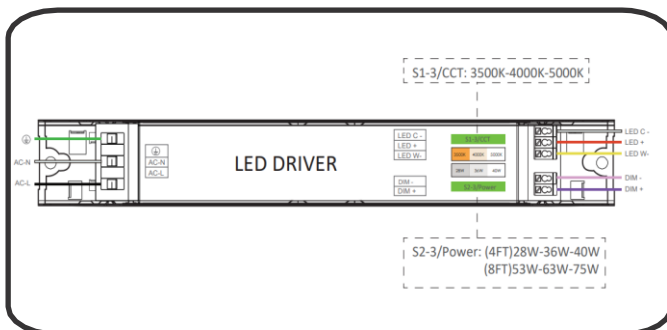 S1-3/CCT: 3500K-4000K-5000K
AC-N
AC-L
AC-N
AC-L
LED DRIVER
LED C -
LED +
LED W-
DIM -
DIM +
S1-3/CCT
3500K 4000K 5000K
28W 36W 40W
S2-3/Power
LED C -
LED +
LED W-
DIM -
DIM +
S2-3/Power: (4FT)28W-36W-40W
(8FT)53W-63W-75W